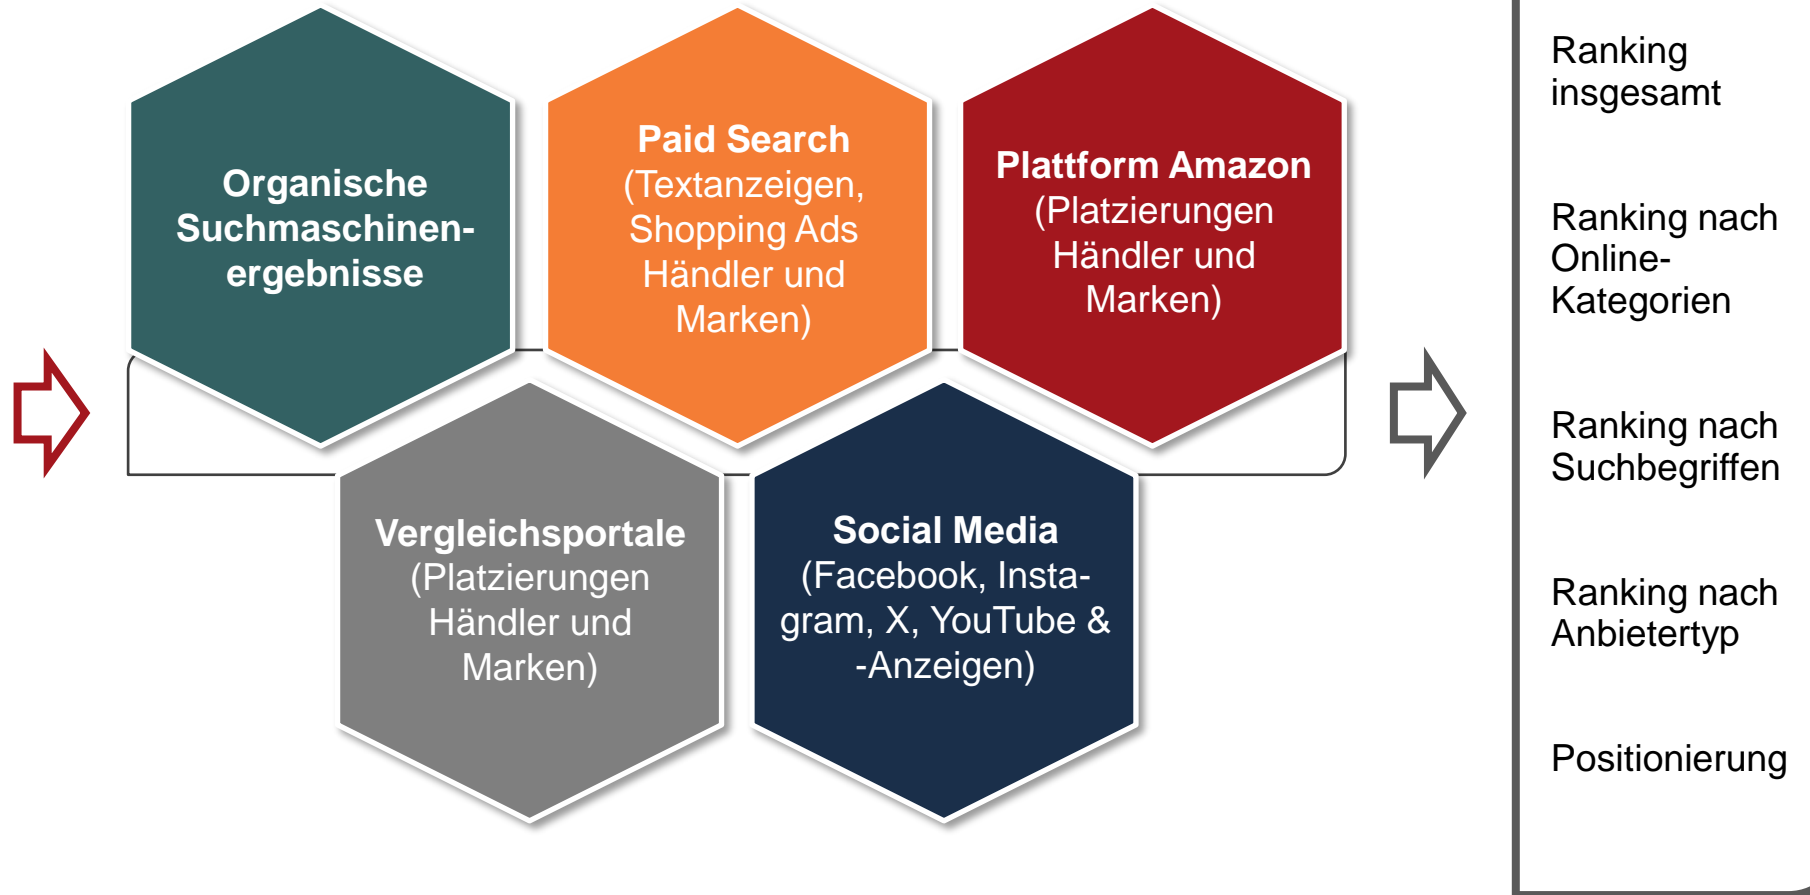 Organische
Suchmaschinen-
ergebnisse
Paid Search
(Textanzeigen,
Shopping Ads
Händler und
Marken)
Plattform Amazon
(Platzierungen
Händler und
Marken)
Vergleichsportale
(Platzierungen
Händler und
Marken)
Social Media
(Facebook, Insta-
gram, X, YouTube &
-Anzeigen)
Ranking
insgesamt
Ranking nach
Online-
Kategorien
Ranking nach
Suchbegriffen
Ranking nach
Anbietertyp
Positionierung